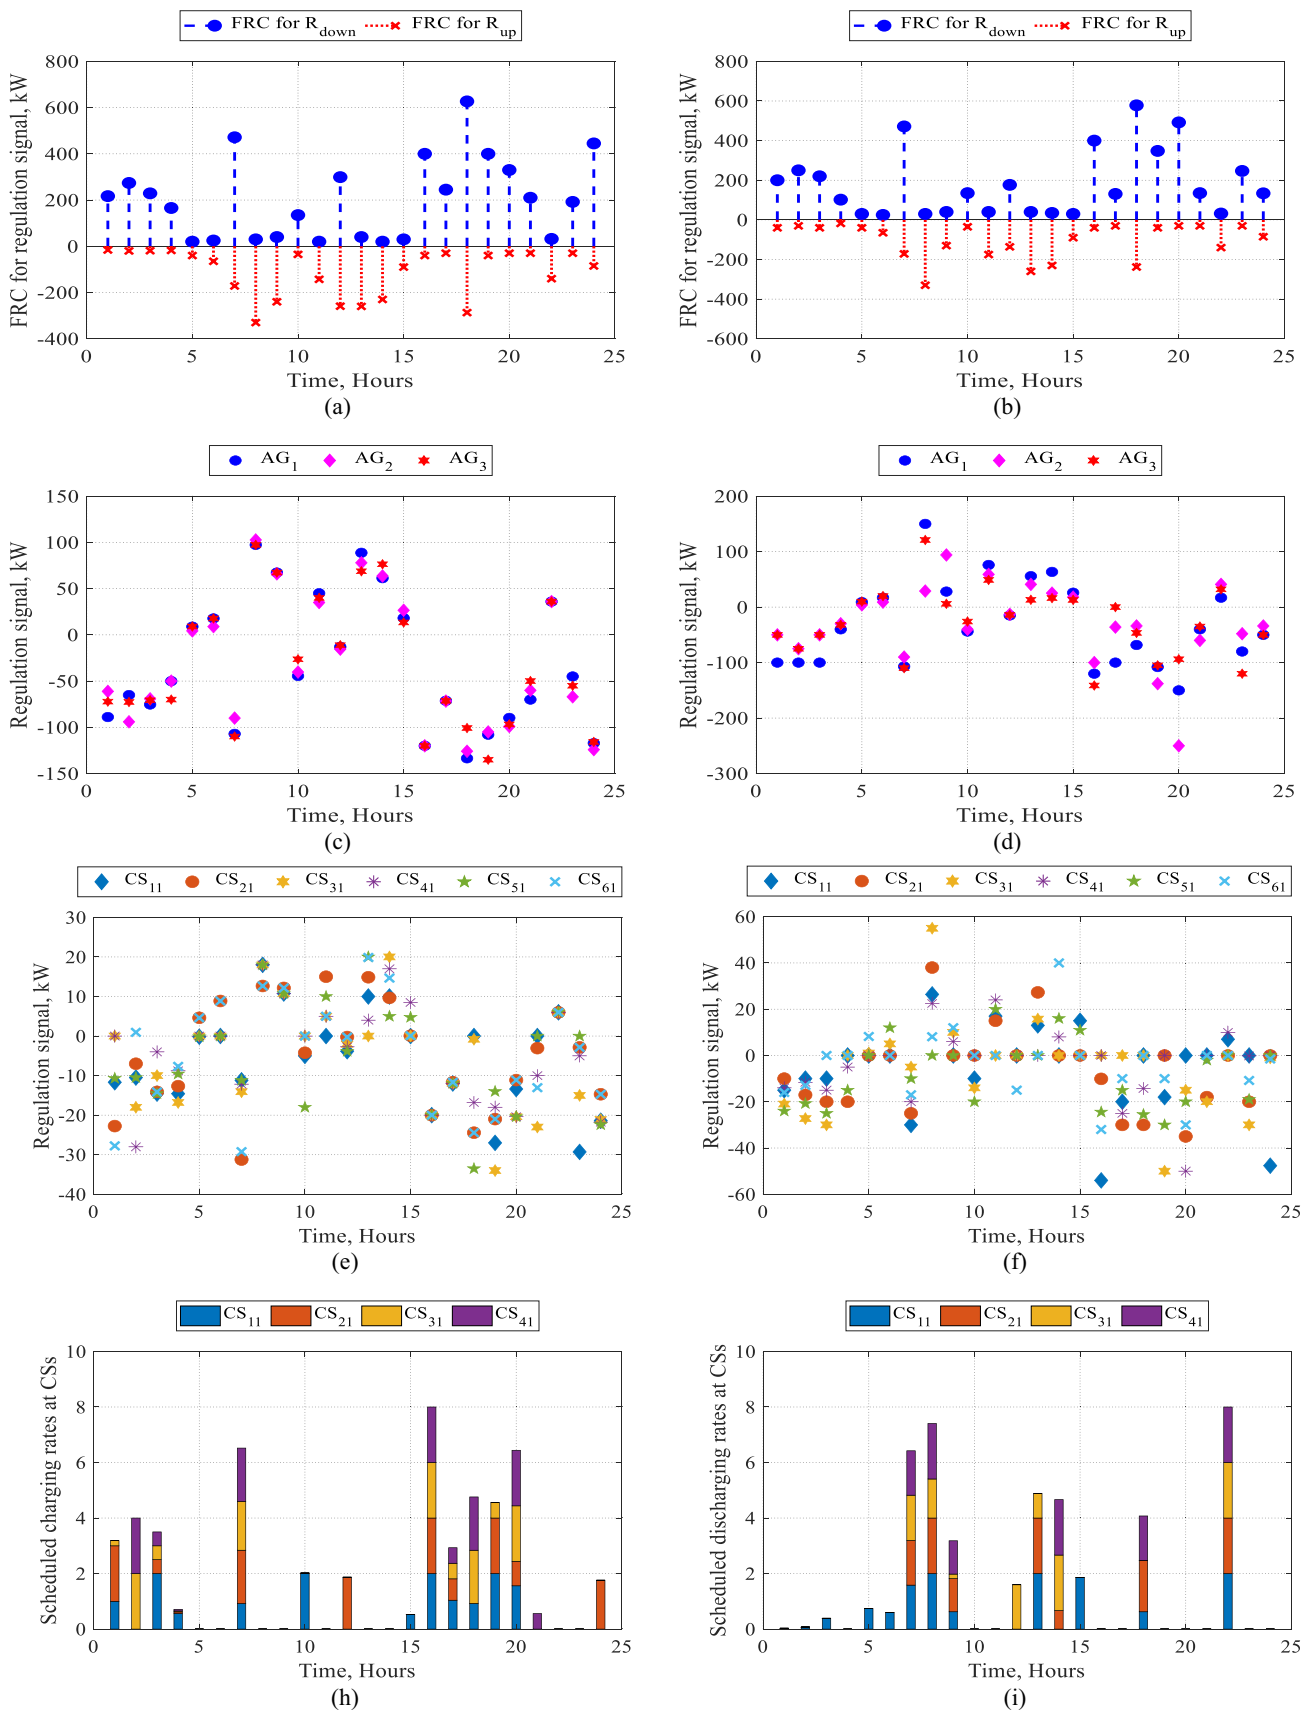 FRC for R_down FRC for R_up
FRC for regulation signal, kW
800
600
400
200
0
-200
-400
0 5 10 15 20 25
Time, Hours
(a)
FRC for R_down FRC for R_up
FRC for regulation signal, kW
800
600
400
200
0
-200
-400
-600
0 5 10 15 20 25
Time, Hours
(b)
AG_1 AG_2 AG_3
Regulation signal, kW
150
100
50
0
-50
-100
-150
0 5 10 15 20 25
Time, Hours
(c)
AG_1 AG_2 AG_3
Regulation signal, kW
200
100
0
-100
-200
-300
0 5 10 15 20 25
Time, Hours
(d)
CS_11 CS_21 CS_31 CS_41 CS_51 CS_61
Regulation signal, kW
30
20
10
0
-10
-20
-30
-40
0 5 10 15 20 25
Time, Hours
(e)
CS_11 CS_21 CS_31 CS_41 CS_51 CS_61
Regulation signal, kW
60
40
20
0
-20
-40
-60
0 5 10 15 20 25
Time, Hours
(f)
CS_11 CS_21 CS_31 CS_41
Scheduled charging rates at CSs
10
8
6
4
2
0
0 5 10 15 20 25
Time, Hours
(h)
CS_11 CS_21 CS_31 CS_41
Scheduled discharging rates at CSs
10
8
6
4
2
0
0 5 10 15 20 25
Time, Hours
(i)